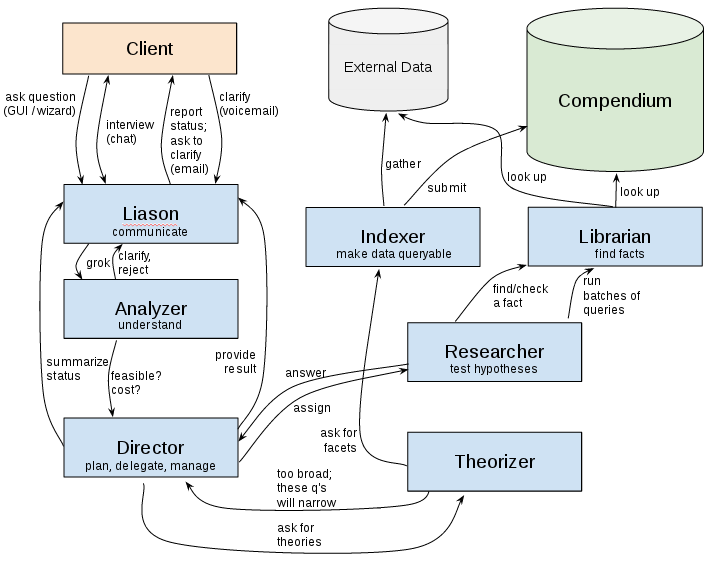 Client
External Data
Compendium
ask question
(GUI / wizard)
interview
(chat)
report
status;
ask to
clarify
(email)
clarify
(voicemail)
gather
submit
look up
look up
Liason
communicate
Indexer
make data queryable
Librarian
find facts
grok
clarify,
reject
Analyzer
understand
find/check
a fact
run
batches of
queries
Researcher
test hypotheses
summarize
status
feasible?
cost?
provide
result
answer
assign
Director
plan, delegate, manage
ask for
facets
Theorizer
too broad;
these q's
will narrow
ask for
theories